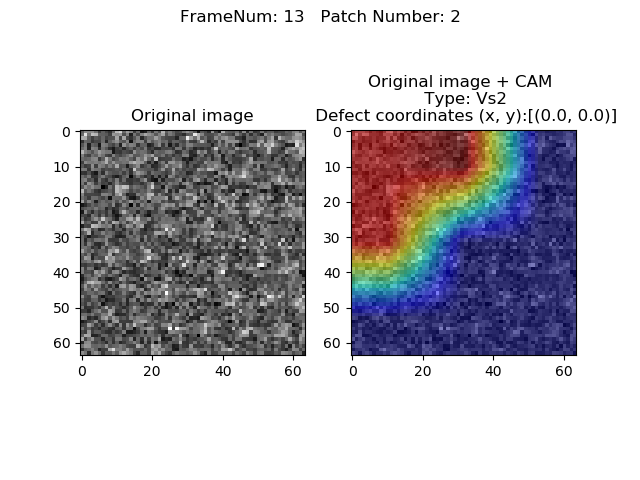 FrameNum: 13   Patch Number: 2
Original image
0
10
20
30
40
50
60
0 20 40 60
Original image + CAM
Type: Vs2
Defect coordinates (x, y):[(0.0, 0.0)]
0
10
20
30
40
50
60
0 20 40 60